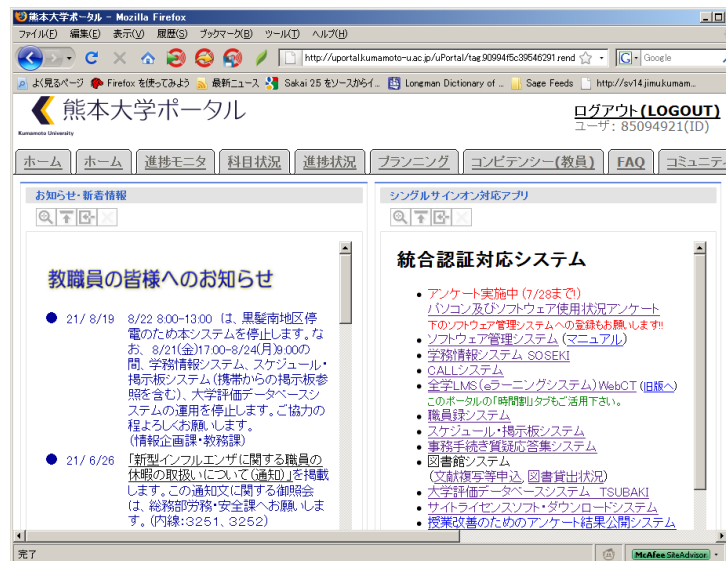 熊本大学ポータル - Mozilla Firefox
ファイル(F) 編集(E) 表示(V) 履歴(S) ブックマーク(B) ツール(T) ヘルプ(H)
http://uportal.kumamoto-u.ac.jp/uPortal/tag.90994f5c39546291.rend
Google
よく見るページ Firefox を使ってみよう 最新ニュース Sakai 25 をソースからイ... Longman Dictionary of ... Sage Feeds http://sv14.jimu.kumam...
熊本大学ポータル
Kumamoto University
ログアウト(LOGOUT)
ユーザ: 85094921(ID)
ホーム ホーム 進捗モニタ 科目状況 進捗状況 プランニング コンピテンシー(教員) FAQ コミュニテ
お知らせ・新着情報
教職員の皆様へのお知らせ
21/ 8/19 8/22 8:00-13:00 は、黒髪南地区停
電のため本システムを停止します。な
お、8/21(金)17:00-8/24(月)9:00の
間、学務情報システム、スケジュール・
掲示板システム(携帯からの掲示板参
照を含む)、大学評価データベースシ
ステムの運用を停止します。ご協力の
程よろしくお願いします。
(情報企画課・教務課)
21/ 6/26 「新型インフルエンザに関する職員の
休暇の取扱いについて(通知)」を掲載
します。この通知文に関する御照会
は、総務部労務・安全課へお願いしま
す。(内線:3251、3252)
シングルサインオン対応アプリ
統合認証対応システム
アンケート実施中 (7/28まで!)
パソコン及びソフトウェア使用状況アンケート
下のソフトウェア管理システムへの登録もお願いします!!
ソフトウェア管理システム (マニュアル)
学務情報システム SOSEKI
CALLシステム
全学LMS(eラーニングシステム)WebCT (旧版へ)
このポータルの「時間割」タブもご活用下さい。
職員録システム
スケジュール・掲示板システム
事務手続き質疑応答集システム
図書館システム
(文献複写等申込, 図書貸出状況)
大学評価データベースシステム TSUBAKI
サイトライセンスソフト・ダウンロードシステム
授業改善のためのアンケート結果公開システム
完了
McAfee SiteAdvisor